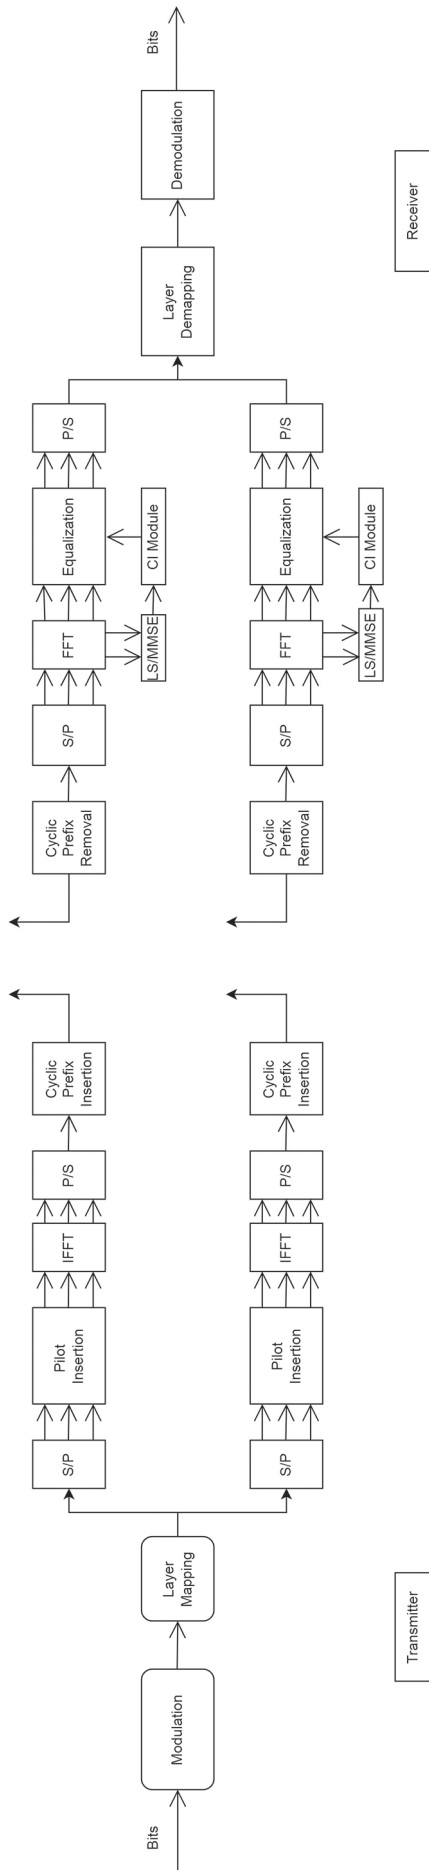 Bits
Modulation
Layer
Mapping
S/P
Pilot
Insertion
IFFT
P/S
Cyclic
Prefix
Insertion
S/P
Pilot
Insertion
IFFT
P/S
Cyclic
Prefix
Insertion
Transmitter
Cyclic
Prefix
Removal
S/P
FFT
Equalization
P/S
LS/MMSE
CI Module
Cyclic
Prefix
Removal
S/P
FFT
Equalization
P/S
LS/MMSE
CI Module
Layer
Demapping
Demodulation
Bits
Receiver